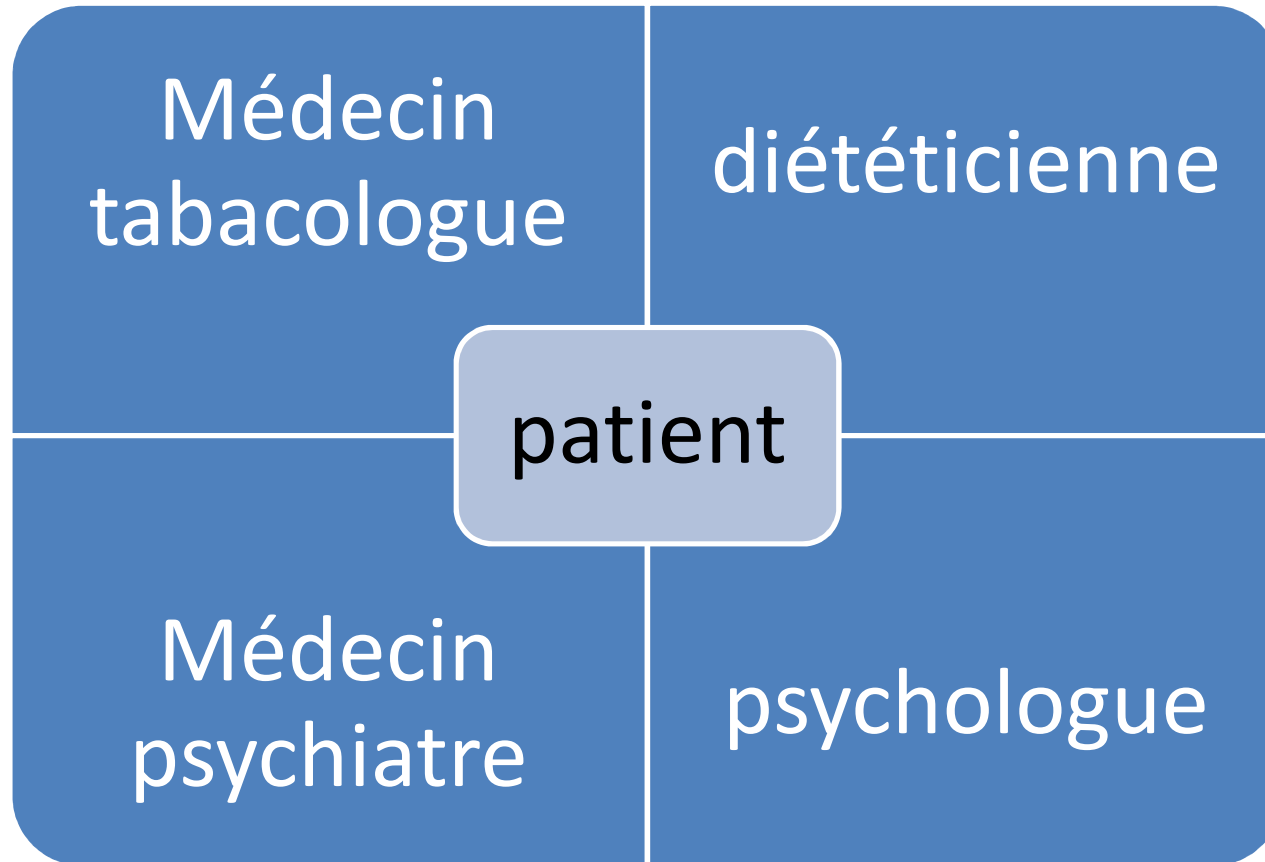 Médecin
tabacologue
diététicienne
patient
Médecin
psychiatre
psychologue